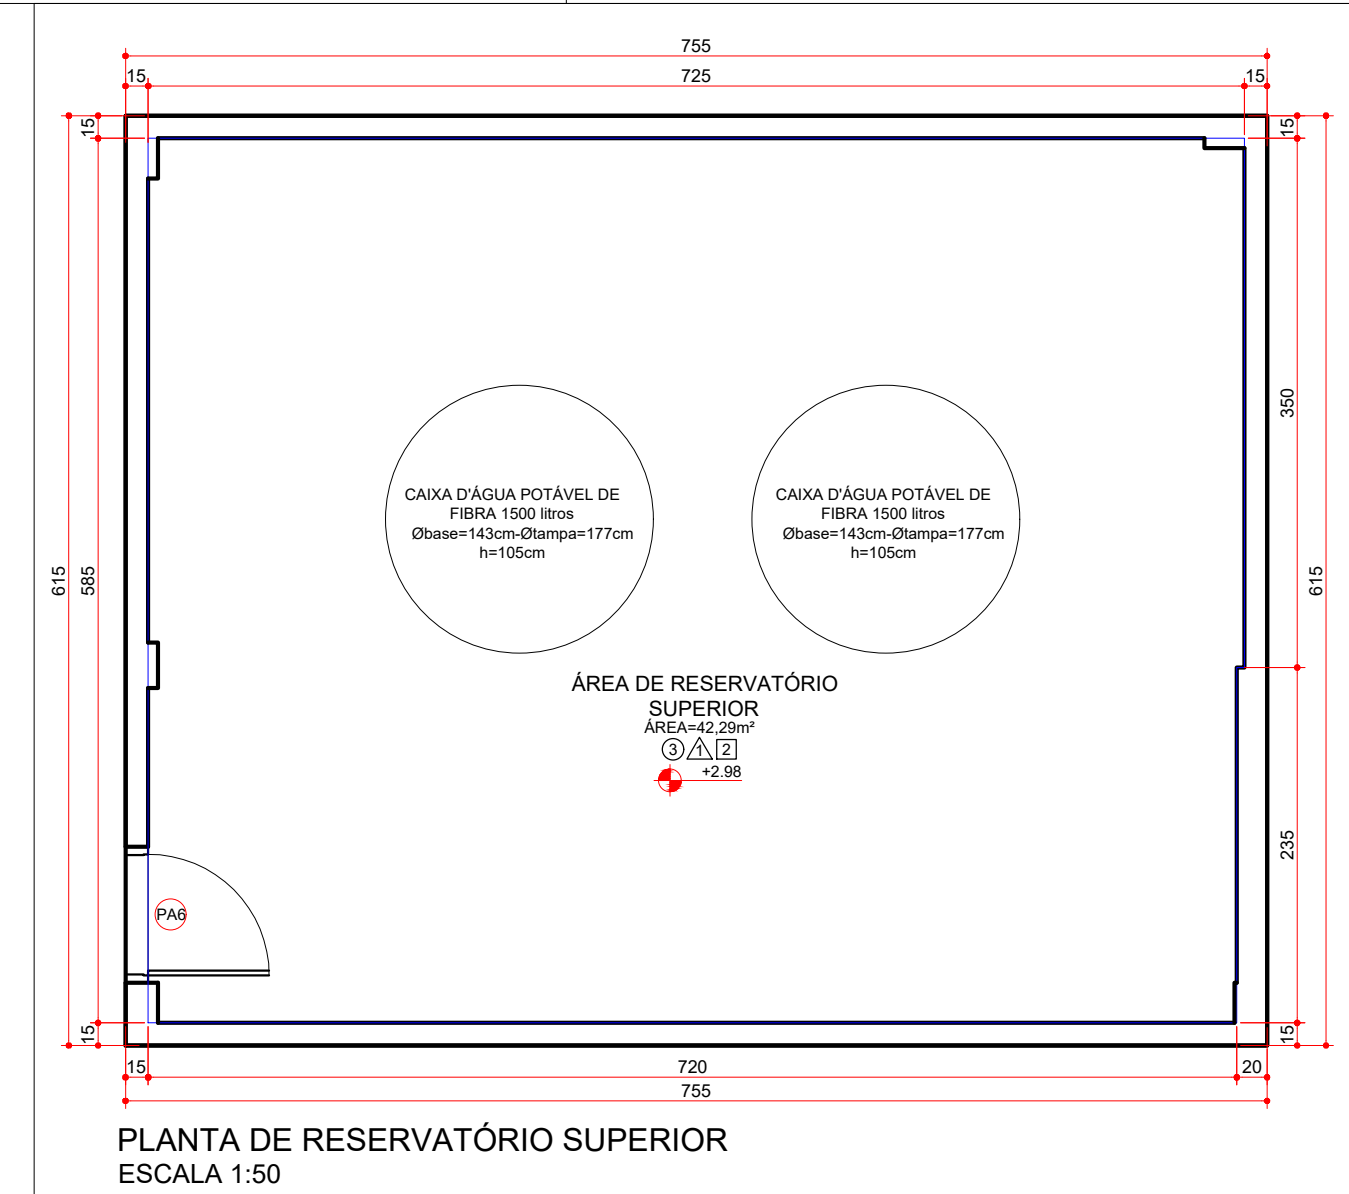 755
15 725 15
15
15
CAIXA D'ÁGUA POTÁVEL DE
FIBRA 1500 litros
Øbase=143cm-Øtampa=177cm
h=105cm
CAIXA D'ÁGUA POTÁVEL DE
FIBRA 1500 litros
Øbase=143cm-Øtampa=177cm
h=105cm
350
615
585
615
ÁREA DE RESERVATÓRIO
SUPERIOR
ÁREA=42,29m²
3 1 2
+2.98
235
PA6
15
15
15 720 20
755
PLANTA DE RESERVATÓRIO SUPERIOR
ESCALA 1:50